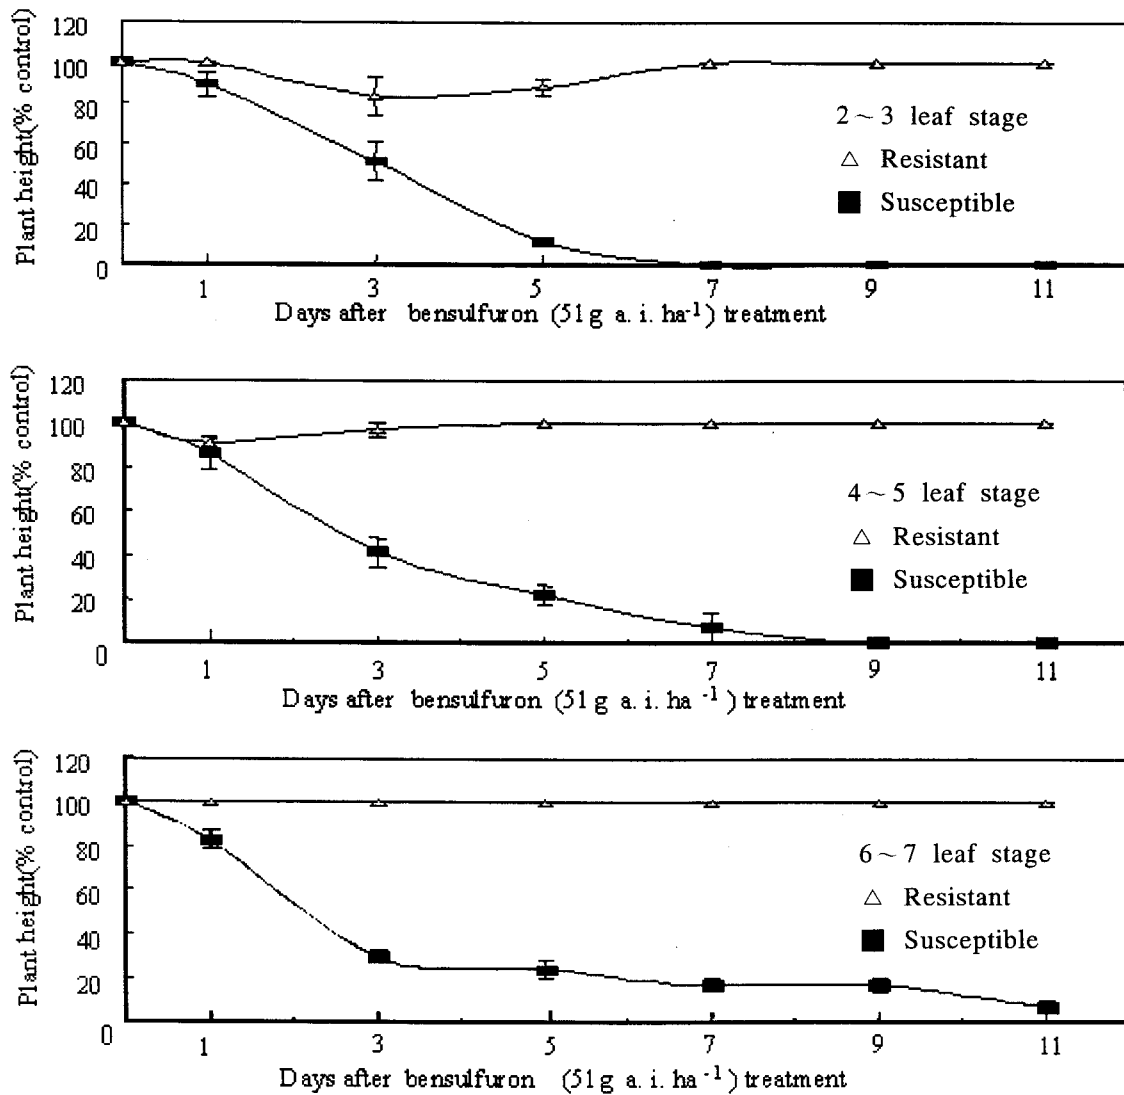 120
100
80
60
40
20
0
Plant height(% control)
2～3 leaf stage
△ Resistant
■ Susceptible
1 3 5 7 9 11
Days after bensulfuron (51g a. i. ha-1) treatment
120
100
80
60
40
20
0
Plant height(% control)
4～5 leaf stage
△ Resistant
■ Susceptible
1 3 5 7 9 11
Days after bensulfuron (51g a. i. ha -1) treatment
120
100
80
60
40
20
0
Plant height(% control)
6～7 leaf stage
△ Resistant
■ Susceptible
1 3 5 7 9 11
Days after bensulfuron (51g a. i. ha -1) treatment